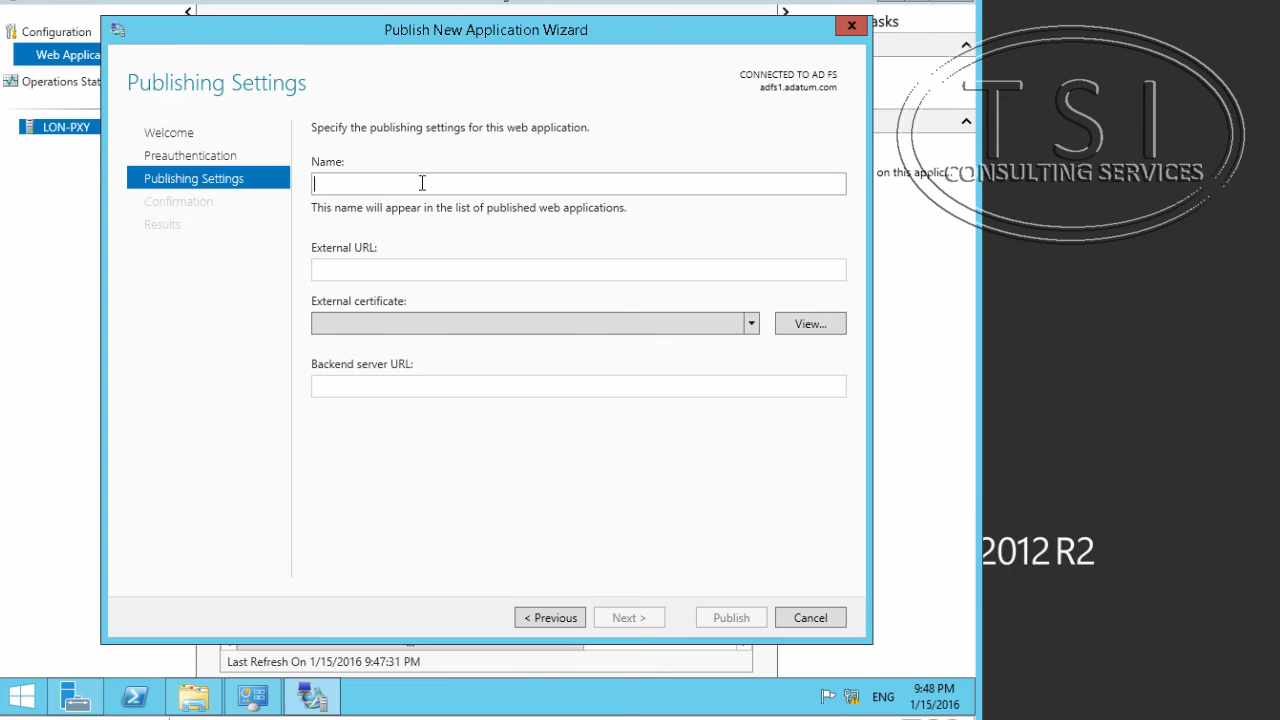 Publish New Application Wizard
asks
Configuration
Web Applica
Operations Stat
LON-PXY
Publishing Settings
CONNECTED TO AD FS
adfs1.adatum.com
Welcome
Preauthentication
Publishing Settings
Confirmation
Results
Specify the publishing settings for this web application.
Name:
This name will appear in the list of published web applications.
External URL:
External certificate:
View...
Backend server URL:
< Previous
Next >
Publish
Cancel
on this applic...
TSI
CONSULTING SERVICES
2012 R2
Last Refresh On 1/15/2016 9:47:31 PM
ENG
9:48 PM
1/15/2016